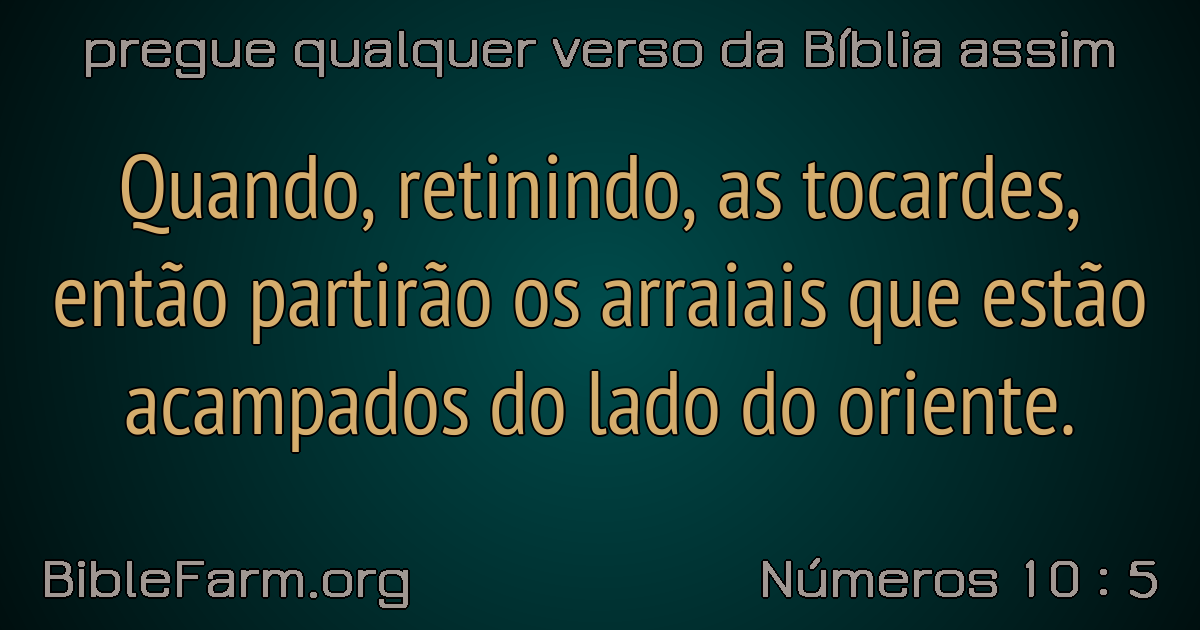 pregue qualquer verso da Bíblia assim
Quando, retinindo, as tocardes,
então partirão os arraiais que estão
acampados do lado do oriente.
BibleFarm.org
Números 10 : 5